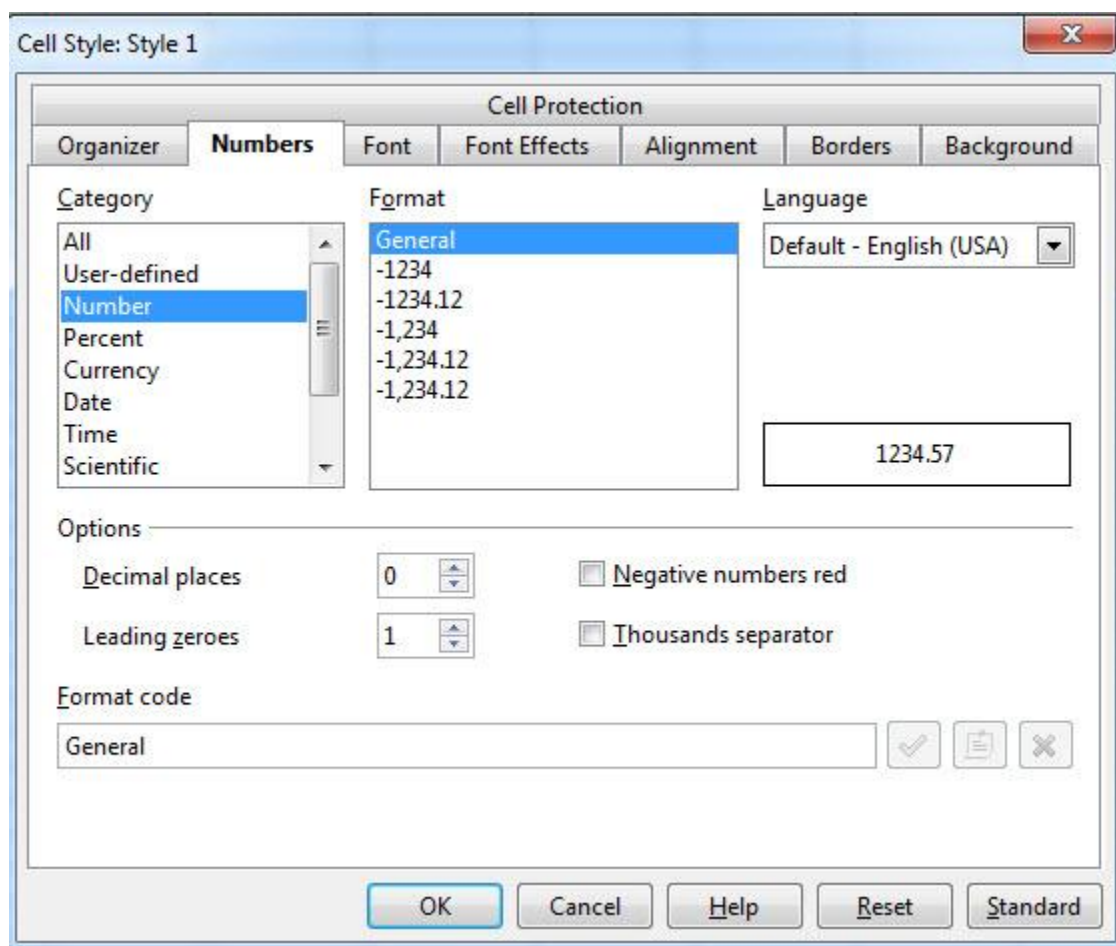 Cell Style: Style 1
Cell Protection
Organizer Numbers Font Font Effects Alignment Borders Background
Category Format Language
All
User-defined
Number
Percent
Currency
Date
Time
Scientific
General
-1234
-1234.12
-1,234
-1,234.12
-1,234.12
Default - English (USA)
1234.57
Options
Decimal places 0 Negative numbers red
Leading zeroes 1 Thousands separator
Format code
General
OK Cancel Help Reset Standard